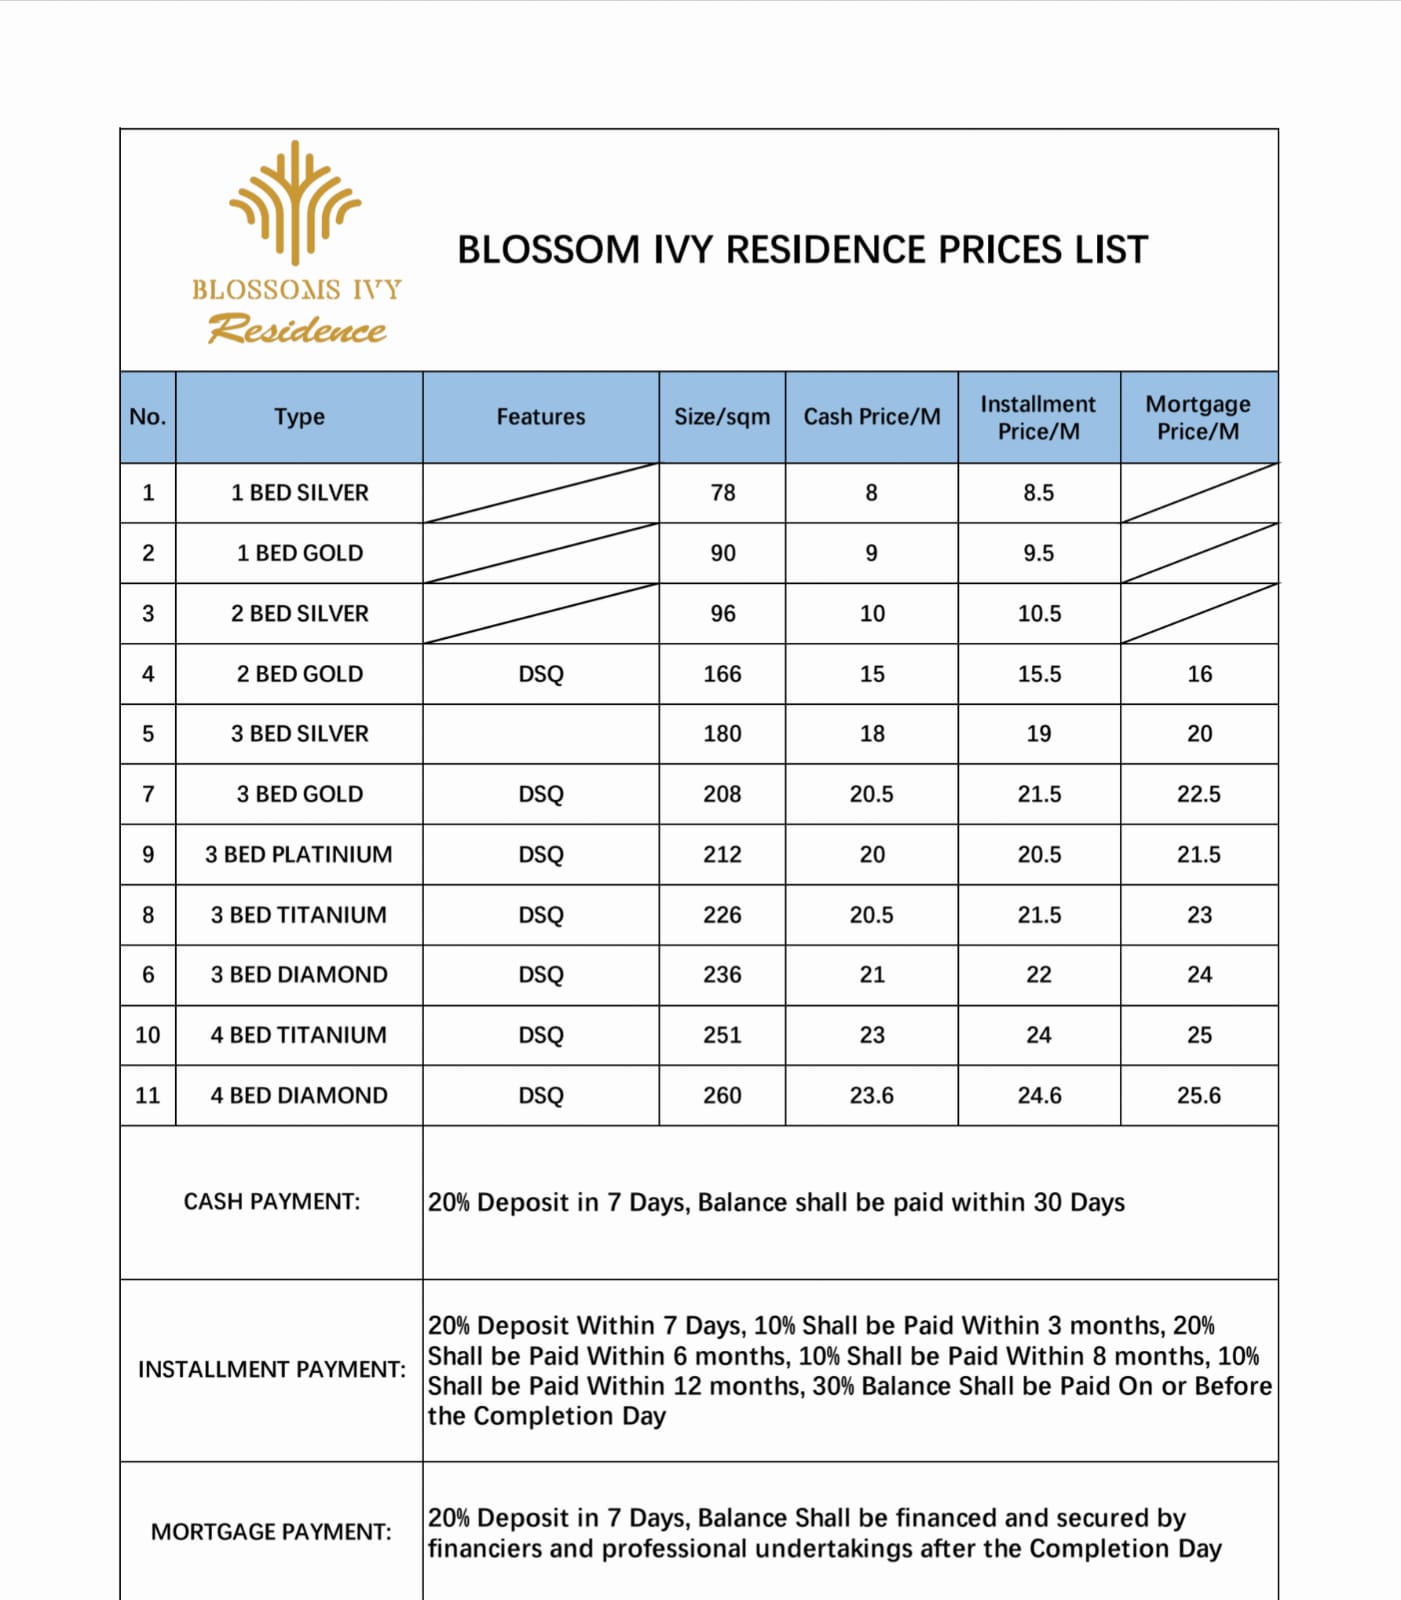 BLOSSOMS IVY
Residence
BLOSSOM IVY RESIDENCE PRICES LIST
No. Type Features Size/sqm Cash Price/M Installment Price/M Mortgage Price/M
1 1 BED SILVER 78 8 8.5
2 1 BED GOLD 90 9 9.5
3 2 BED SILVER 96 10 10.5
4 2 BED GOLD DSQ 166 15 15.5 16
5 3 BED SILVER 180 18 19 20
7 3 BED GOLD DSQ 208 20.5 21.5 22.5
9 3 BED PLATINIUM DSQ 212 20 20.5 21.5
8 3 BED TITANIUM DSQ 226 20.5 21.5 23
6 3 BED DIAMOND DSQ 236 21 22 24
10 4 BED TITANIUM DSQ 251 23 24 25
11 4 BED DIAMOND DSQ 260 23.6 24.6 25.6
CASH PAYMENT: 20% Deposit in 7 Days, Balance shall be paid within 30 Days
INSTALLMENT PAYMENT: 20% Deposit Within 7 Days, 10% Shall be Paid Within 3 months, 20%
Shall be Paid Within 6 months, 10% Shall be Paid Within 8 months, 10%
Shall be Paid Within 12 months, 30% Balance Shall be Paid On or Before
the Completion Day
MORTGAGE PAYMENT: 20% Deposit in 7 Days, Balance Shall be financed and secured by
financiers and professional undertakings after the Completion Day